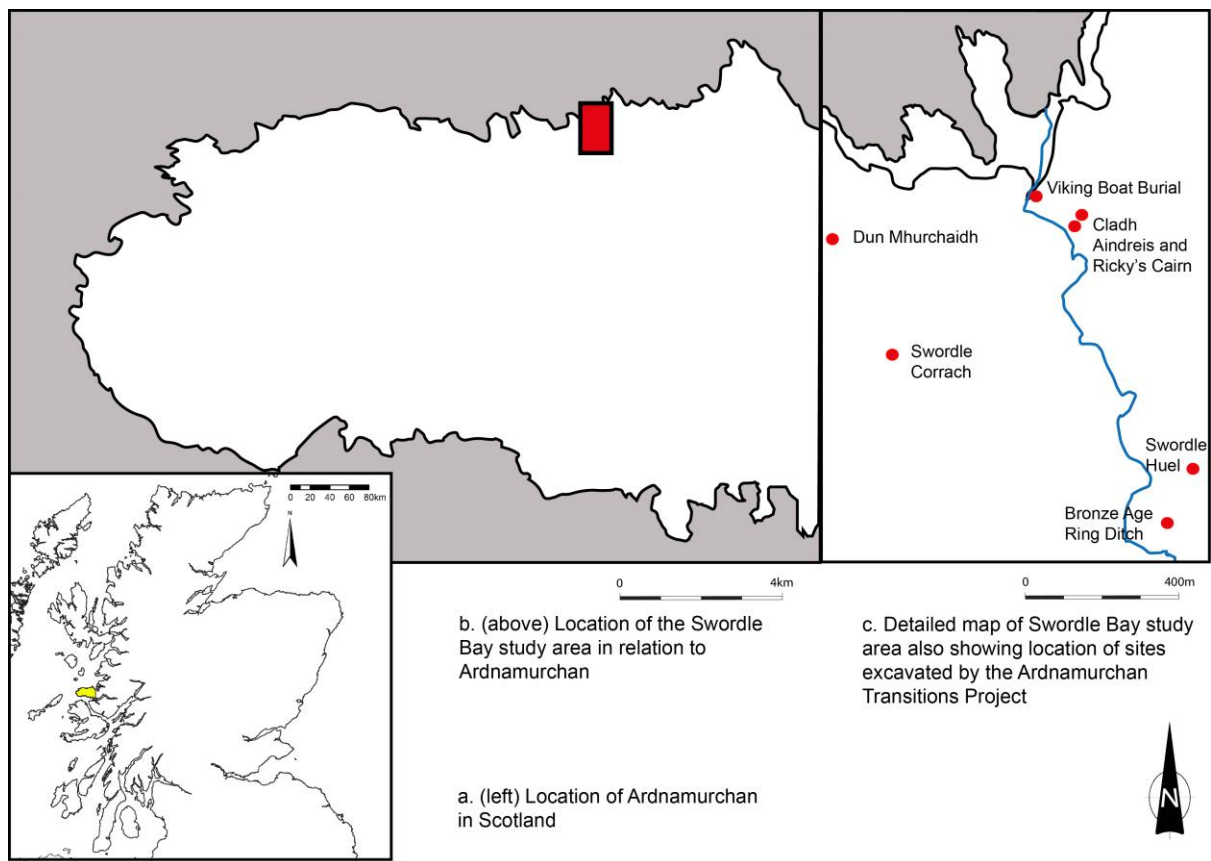 Viking Boat Burial
Dun Mhurchaidh
Cladh
Aindreis and
Ricky's Cairn
Swordle
Corrach
Swordle
Huel
Bronze Age
Ring Ditch
0 20 40 60 80km
N
0 4km
0 400m
b. (above) Location of the Swordle
Bay study area in relation to
Ardnamurchan
c. Detailed map of Swordle Bay study
area also showing location of sites
excavated by the Ardnamurchan
Transitions Project
a. (left) Location of Ardnamurchan
in Scotland
N